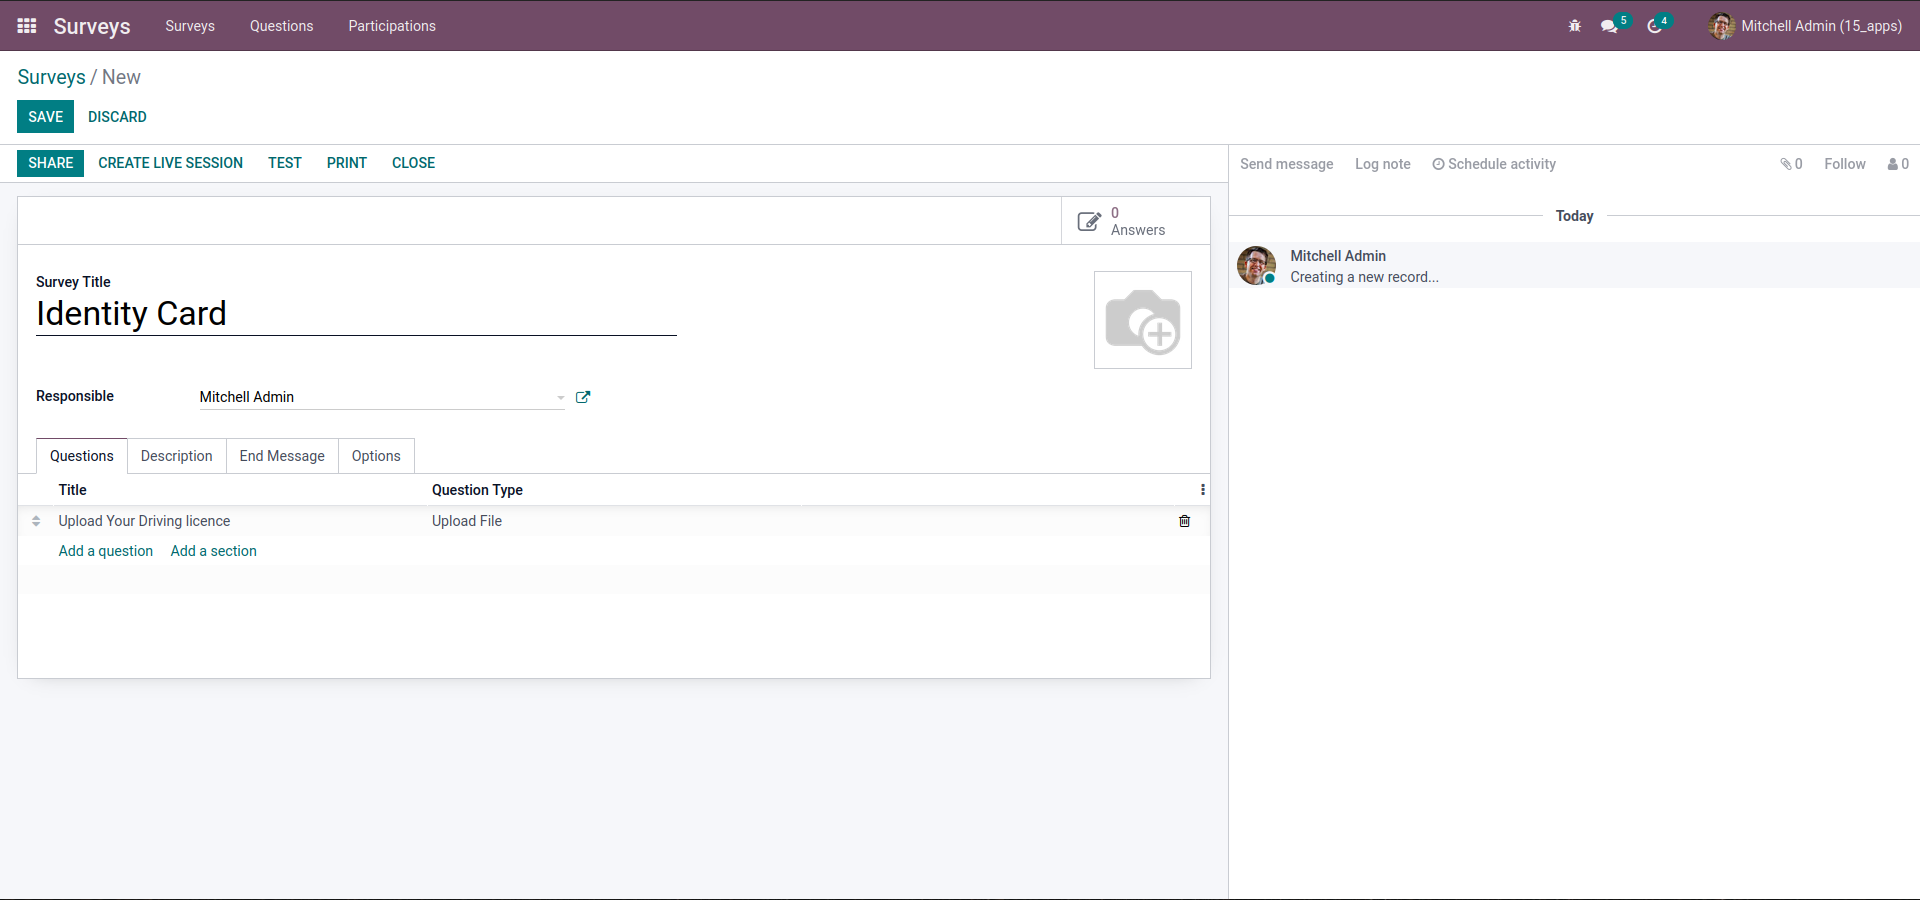 Surveys Surveys Questions Participations 5 4 Mitchell Admin (15_apps)
Surveys / New
SAVE DISCARD
SHARE CREATE LIVE SESSION TEST PRINT CLOSE
Send message Log note Schedule activity 0 Follow 0
0
Answers
Today
Mitchell Admin
Creating a new record...
Survey Title
Identity Card
Responsible Mitchell Admin
Questions Description End Message Options
Title Question Type
Upload Your Driving licence Upload File
Add a question Add a section